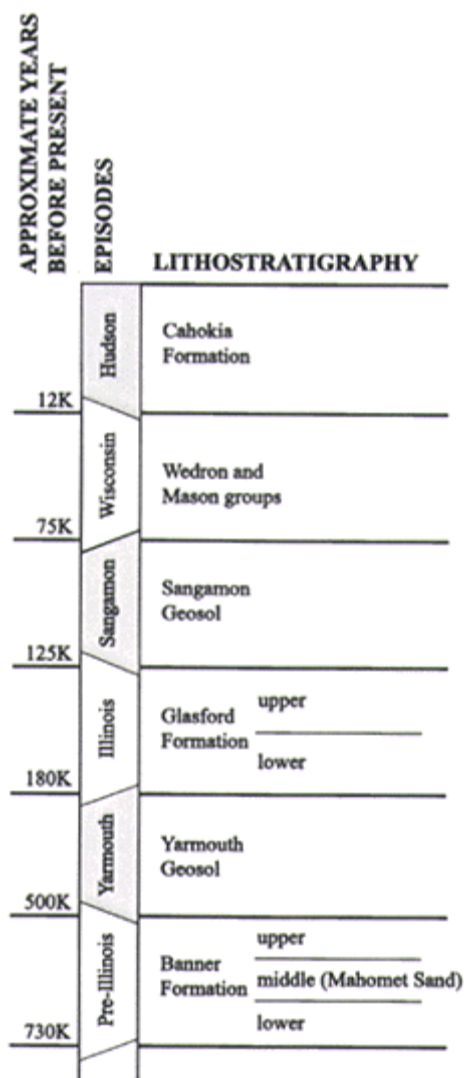 APPROXIMATE YEARS
BEFORE PRESENT
EPISODES
LITHOSTRATIGRAPHY
Hudson
Cahokia
Formation
12K
Wisconsin
Wedron and
Mason groups
75K
Sangamon
Sangamon
Geosol
125K
Illinois
Glasford
Formation
upper
lower
180K
Yarmouth
Yarmouth
Geosol
500K
Pre-Illinois
Banner
Formation
upper
middle (Mahomet Sand)
lower
730K